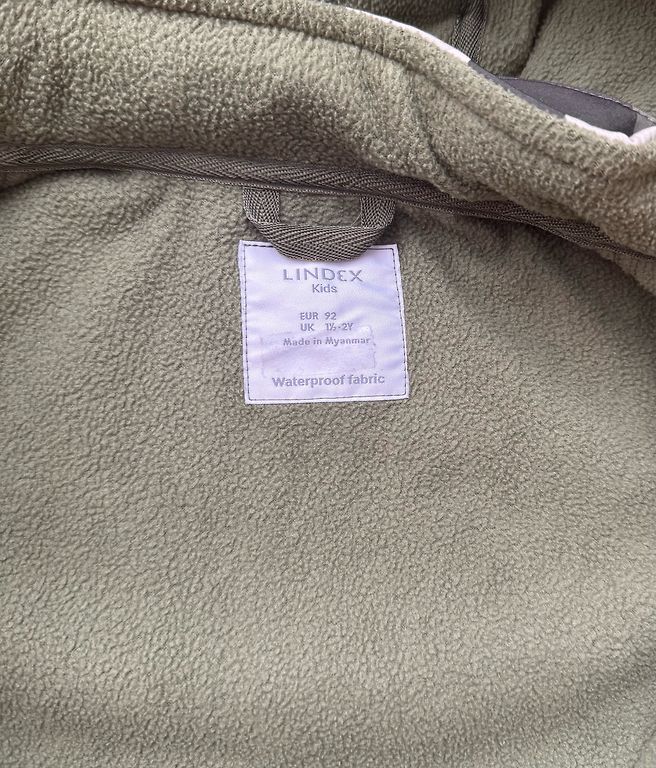 LINDEX
Kids
EUR 92
UK 1½-2Y
Made in Myanmar
Waterproof fabric